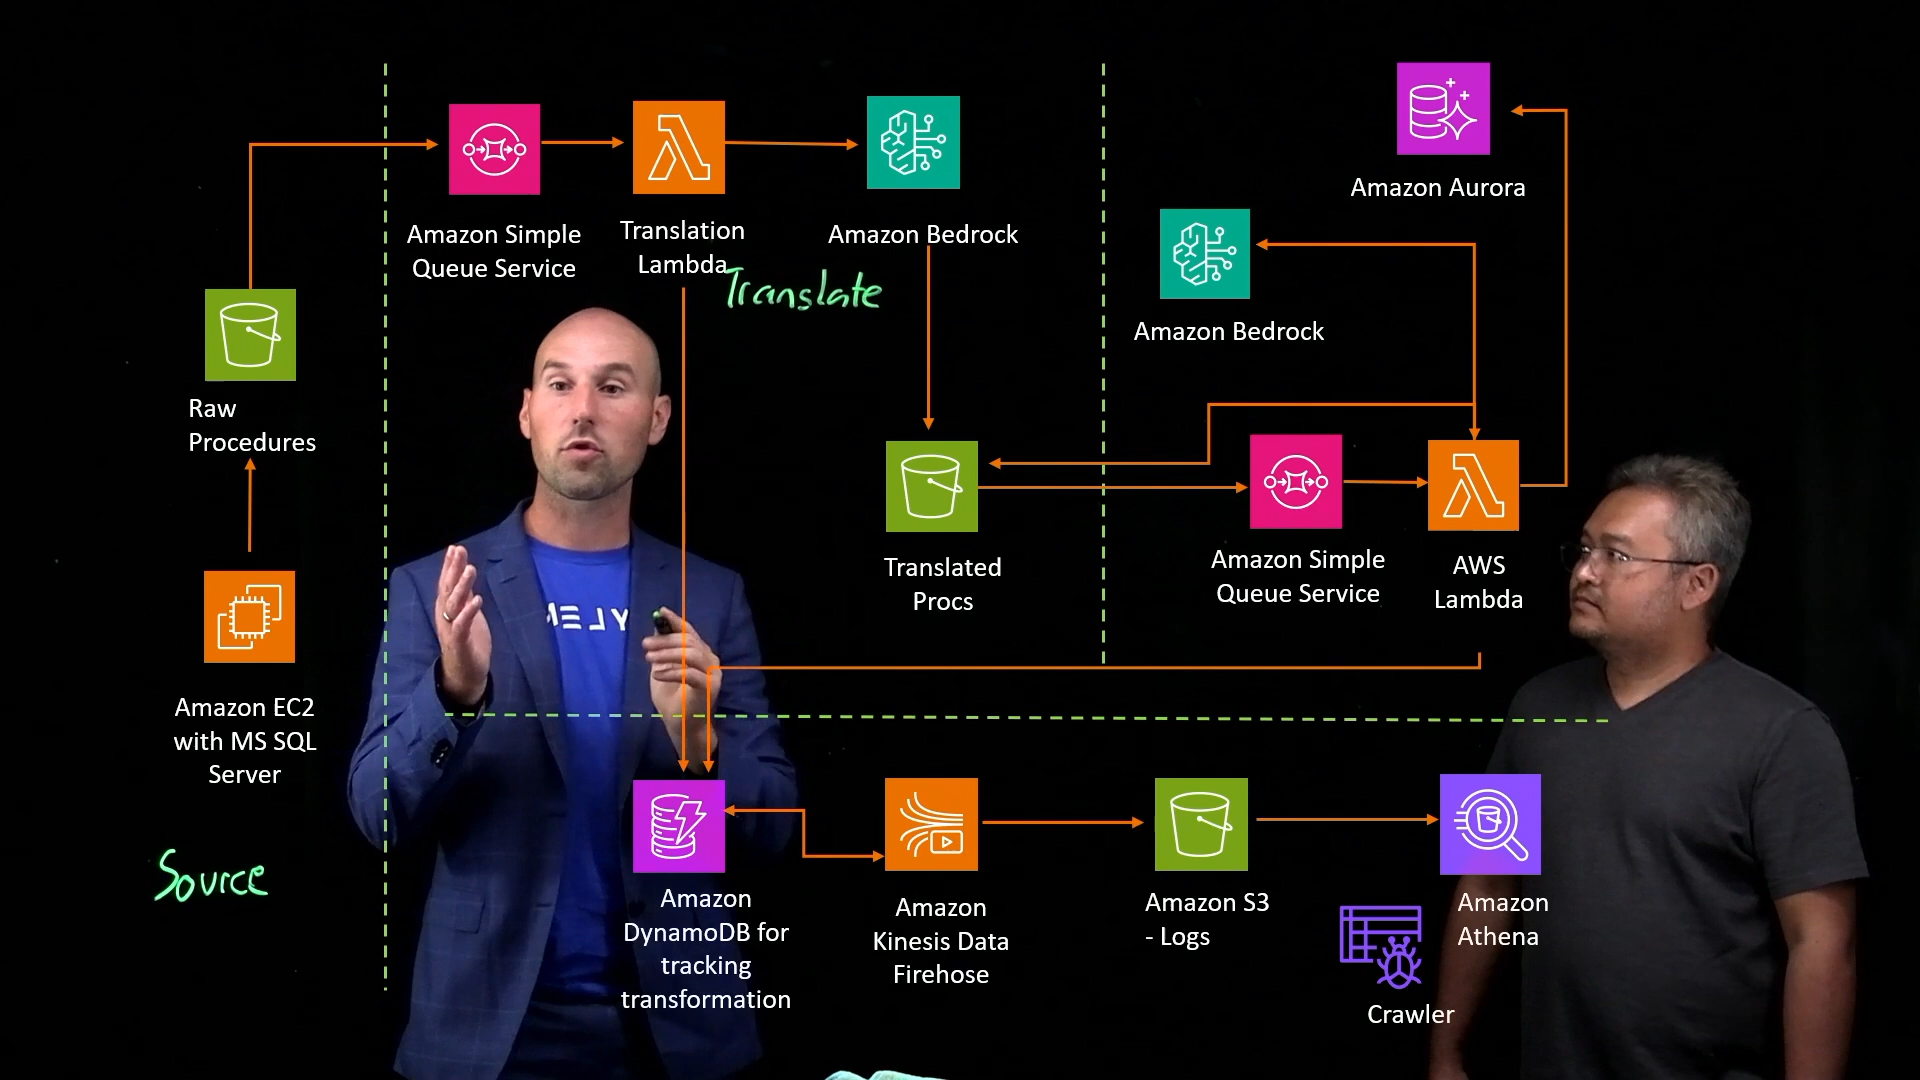 Amazon Simple
Queue Service
Translation
Lambda
Amazon Bedrock
Translate
Raw
Procedures
Amazon EC2
with MS SQL
Server
Source
Translated
Procs
Amazon Aurora
Amazon Bedrock
Amazon Simple
Queue Service
AWS
Lambda
Amazon
DynamoDB for
tracking
transformation
Amazon
Kinesis Data
Firehose
Amazon S3
- Logs
Crawler
Amazon
Athena